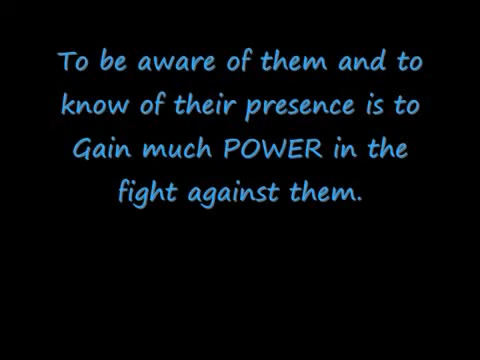 To be aware of them and to
know of their presence is to
Gain much POWER in the
fight against them.